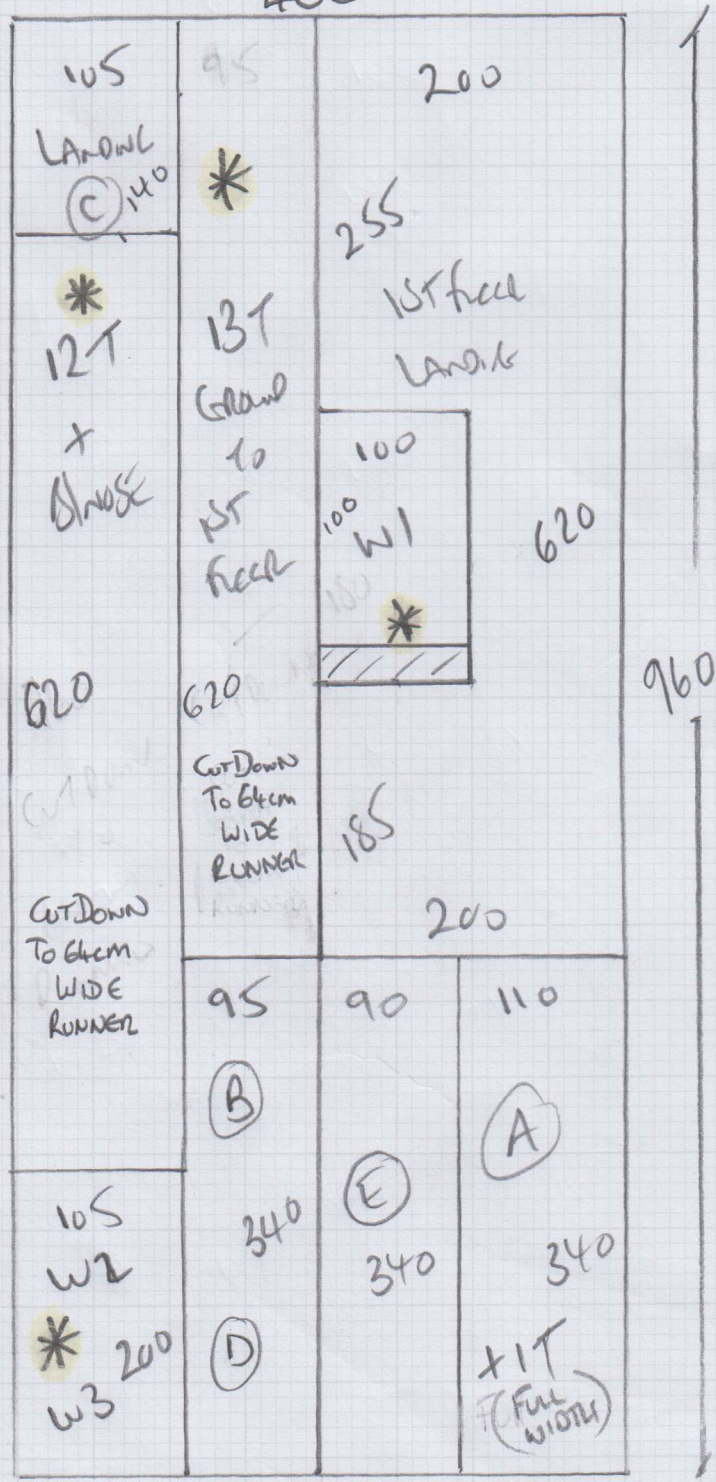 105
LANDING
C 140
*
12T
+
B/NOSE
620
CUT DOWN
TO 64cm
WIDE
RUNNER
105
W2
* 200
W3
95
*
13T
GROUND
TO
1ST
FLOOR
620
CUT DOWN
TO 64cm
WIDE
RUNNER
95
B
340
D
200
255
1ST FLOOR
LANDING
100
100
W1
180
*
620
185
200
90
E
340
110
A
340
+1T
(FULL
WIDTH)
960